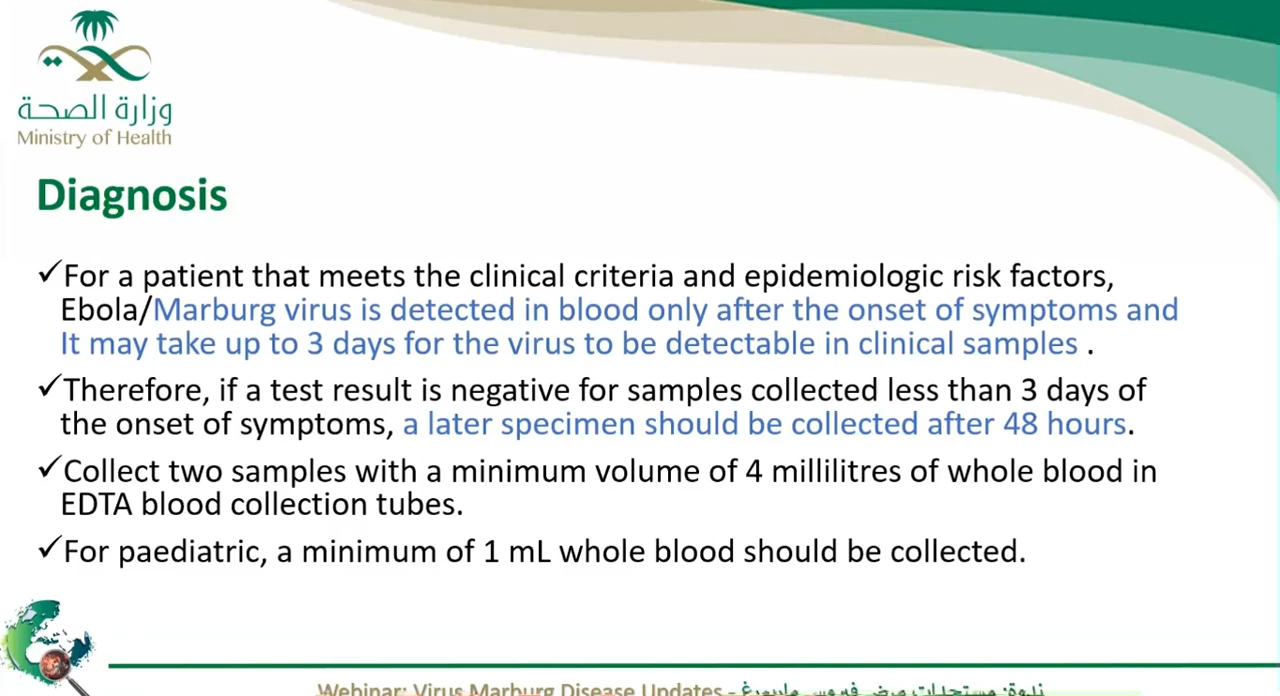 وزارة الصحة
Ministry of Health
Diagnosis
✓For a patient that meets the clinical criteria and epidemiologic risk factors,
Ebola/Marburg virus is detected in blood only after the onset of symptoms and
It may take up to 3 days for the virus to be detectable in clinical samples .
✓Therefore, if a test result is negative for samples collected less than 3 days of
the onset of symptoms, a later specimen should be collected after 48 hours.
✓Collect two samples with a minimum volume of 4 millilitres of whole blood in
EDTA blood collection tubes.
✓For paediatric, a minimum of 1 mL whole blood should be collected.
Webinar: Virus Marburg Disease Updates - ندوة: مستجدات مرض فيروس ماربورغ